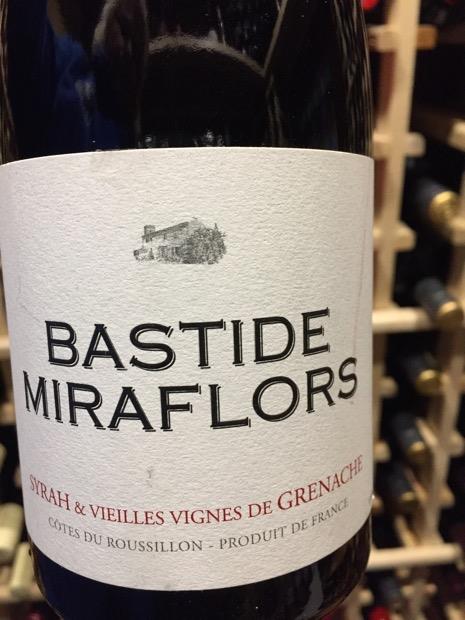 BASTIDE
MIRAFLORS
SYRAH & VIEILLES VIGNES DE GRENACHE
CÔTES DU ROUSSILLON - PRODUIT DE FRANCE